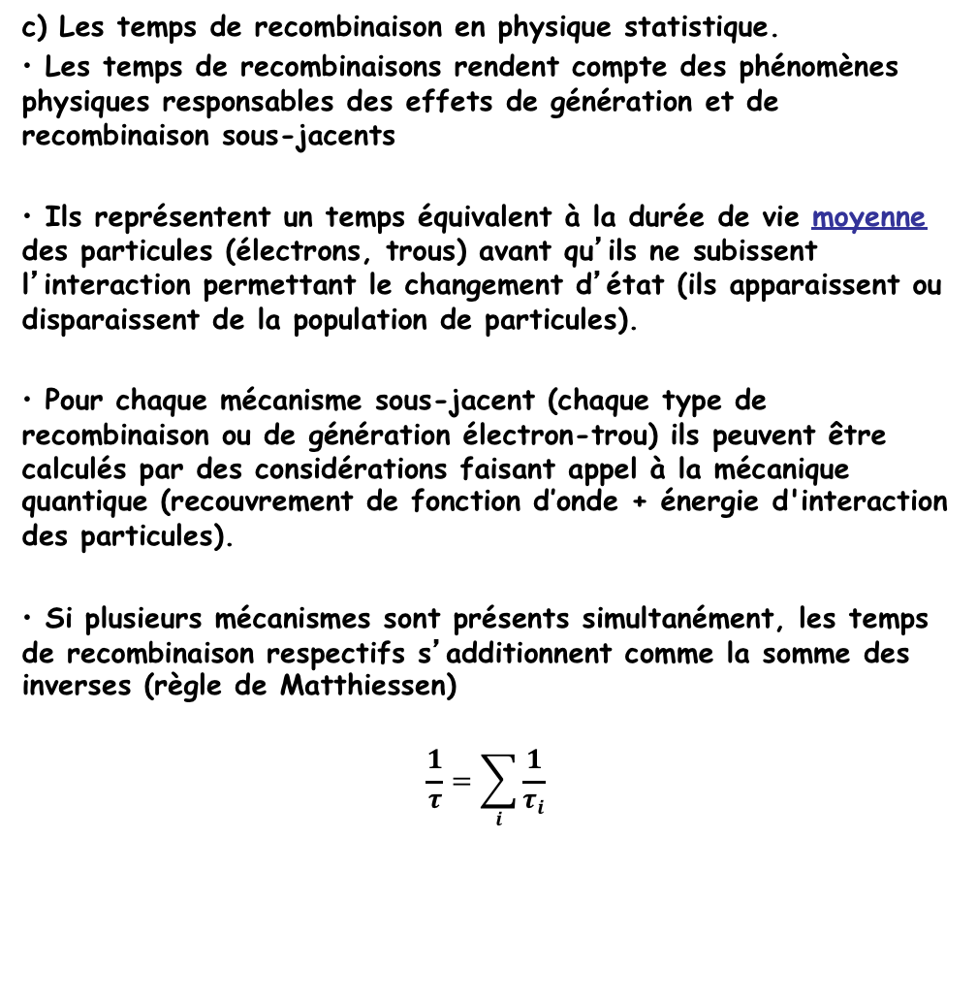 c) Les temps de recombinaison en physique statistique.
· Les temps de recombinaisons rendent compte des phénomènes
physiques responsables des effets de génération et de
recombinaison sous-jacents
· Ils représentent un temps équivalent à la durée de vie moyenne
des particules (électrons, trous) avant qu’ils ne subissent
l’interaction permettant le changement d’état (ils apparaissent ou
disparaissent de la population de particules).
· Pour chaque mécanisme sous-jacent (chaque type de
recombinaison ou de génération électron-trou) ils peuvent être
calculés par des considérations faisant appel à la mécanique
quantique (recouvrement de fonction d’onde + énergie d'interaction
des particules).
· Si plusieurs mécanismes sont présents simultanément, les temps
de recombinaison respectifs s’additionnent comme la somme des
inverses (règle de Matthiessen)
1/τ = ∑_i 1/τ_i